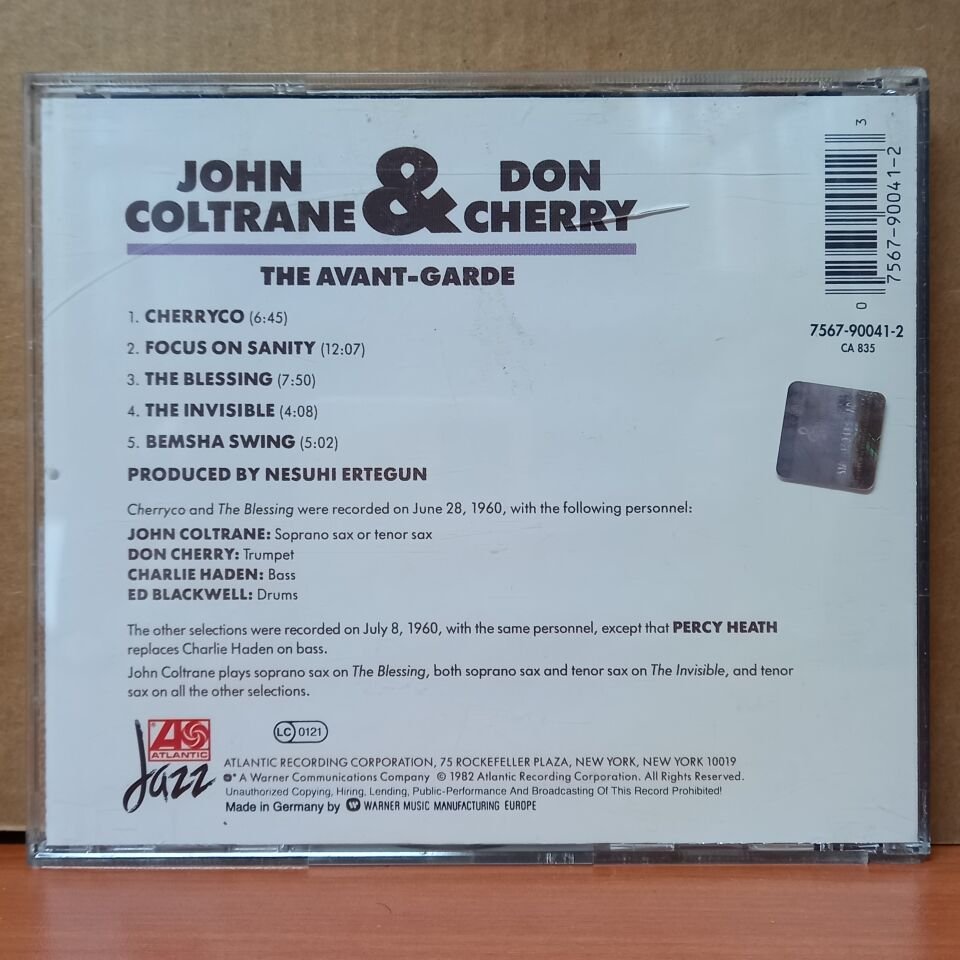 JOHN COLTRANE & DON CHERRY
THE AVANT-GARDE
1. CHERRYCO (6:45)
2. FOCUS ON SANITY (12:07)
3. THE BLESSING (7:50)
4. THE INVISIBLE (4:08)
5. BEMSHA SWING (5:02)
PRODUCED BY NESUHI ERTEGUN
Cherryco and The Blessing were recorded on June 28, 1960, with the following personnel:
JOHN COLTRANE: Soprano sax or tenor sax
DON CHERRY: Trumpet
CHARLIE HADEN: Bass
ED BLACKWELL: Drums
The other selections were recorded on July 8, 1960, with the same personnel, except that PERCY HEATH
replaces Charlie Haden on bass.
John Coltrane plays soprano sax on The Blessing, both soprano sax and tenor sax on The Invisible, and tenor
sax on all the other selections.
0 7567-90041-2 3
7567-90041-2
CA 835
ATLANTIC
Jazz
LC 0121
ATLANTIC RECORDING CORPORATION, 75 ROCKEFELLER PLAZA, NEW YORK, NEW YORK 10019
℗* A Warner Communications Company © 1982 Atlantic Recording Corporation. All Rights Reserved.
Unauthorized Copying, Hiring, Lending, Public-Performance And Broadcasting Of This Record Prohibited!
Made in Germany by WARNER MUSIC MANUFACTURING EUROPE